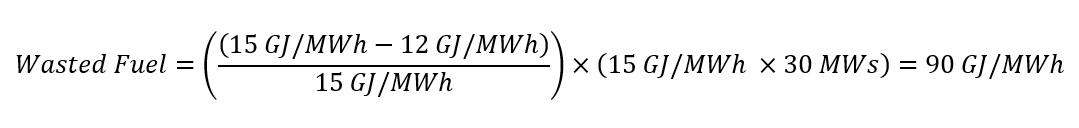 Wasted Fuel = ((15 GJ/MWh − 12 GJ/MWh) / 15 GJ/MWh) × (15 GJ/MWh × 30 MWs) = 90 GJ/MWh